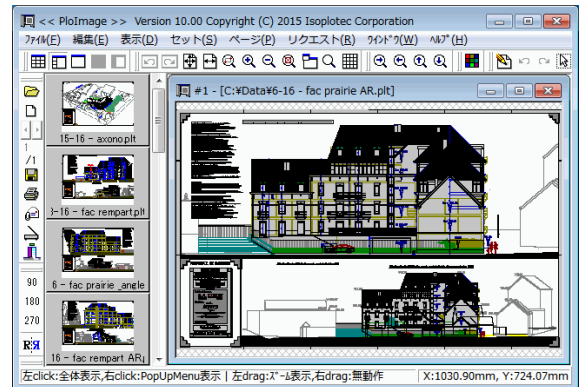 << PloImage >> Version 10.00 Copyright (C) 2015 Isoplotec Corporation
ﾌｧｲﾙ(F) 編集(E) 表示(D) セット(S) ページ(P) リクエスト(R) ｳｲﾝﾄﾞｳ(W) ﾍﾙﾌﾟ(H)
#1 - [C:¥Data¥6-16 - fac prairie AR.plt]
15-16 - axono.plt
1
/1
3-16 - fac rempart.plt
6 - fac prairie _angle
90
180
270
16 - fac rempart AR
R R
左click:全体表示,右click:PopUpMenu表示 | 左drag:ｽﾞｰﾑ表示,右drag:無動作
X:1030.90mm, Y:724.07mm